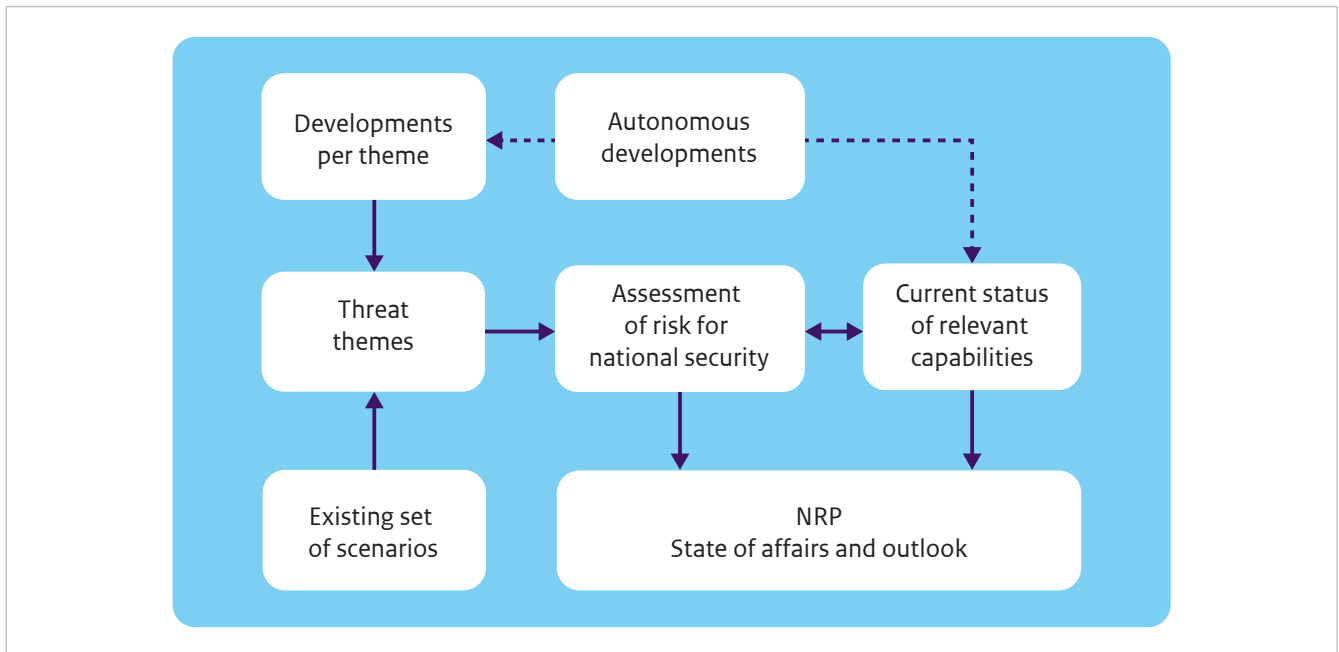 Developments
per theme
Autonomous
developments
Threat
themes
Assessment
of risk for
national security
Current status
of relevant
capabilities
Existing set
of scenarios
NRP
State of affairs and outlook